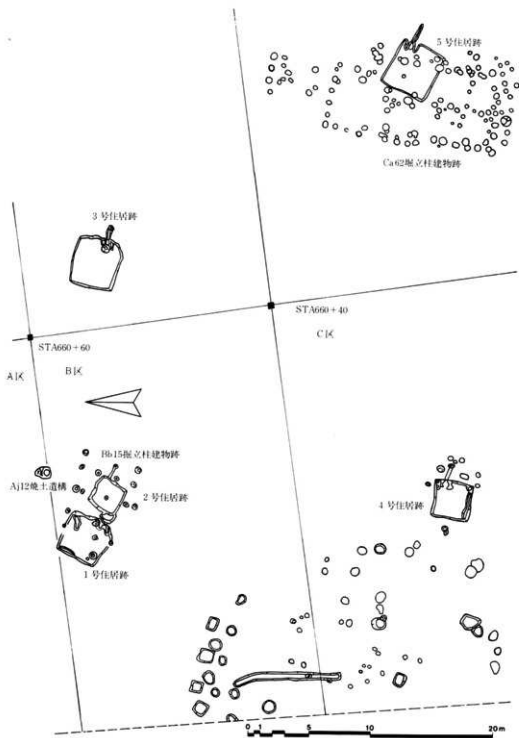 5号住居跡
Ca62掘立柱建物跡
3号住居跡
STA660+40
C区
STA660+60
A区
B区
Bb15掘立柱建物跡
Aj12焼土遺構
2号住居跡
4号住居跡
1号住居跡
0 1 5 10 20m